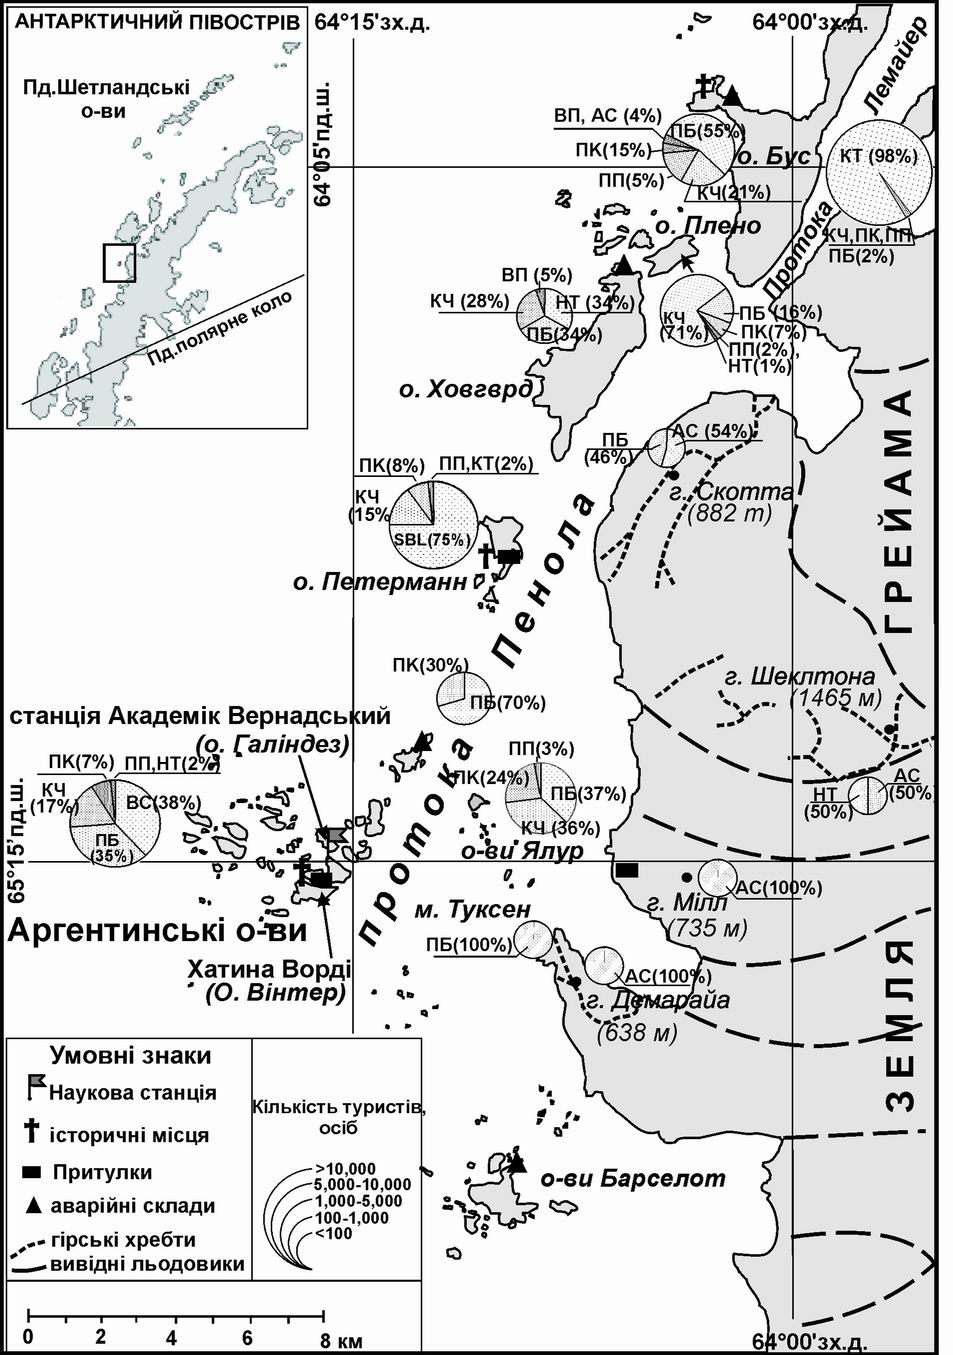 АНТАРКТИЧНИЙ ПІВОСТРІВ
Пд.Шетландські
о-ви
Пд.полярне коло
64°15'зх.д.
64°00'зх.д.
64°05'пд.ш.
Протока Лемайер
ВП, АС (4%)
ПБ(55%)
ПК(15%)
ПП(5%)
КЧ(21%)
о. Бус
КТ (98%)
КЧ,ПК,ПП
ПБ(2%)
о. Плено
ВП (5%)
КЧ (28%)
НТ (34%)
ПБ(34%)
КЧ
(71%)
ПБ (16%)
ПК(7%)
ПП(2%),
НТ(1%)
о. Ховгврд
ПБ
(46%)
АС (54%)
г. Скотта
(882 m)
ПК(8%)
ПП,КТ(2%)
КЧ
(15%
SBL(75%)
о. Петерманн
протока Пенола
ЗЕМЛЯ ГРЕЙАМА
ПК(30%)
ПБ(70%)
г. Шеклтона
(1465 м)
станція Академік Вернадський
(о. Галіндез)
ПК(7%)
ПП,НТ(2%)
КЧ
(17%)
ВС(38%)
ПБ
(35%)
ПП(3%)
ПК(24%)
ПБ(37%)
КЧ (36%)
НТ
(50%)
АС
(50%)
65°15'пд.ш.
о-ви Ялур
АС(100%)
г. Мілл
(735 м)
м. Туксен
ПБ(100%)
Аргентинські о-ви
Хатина Ворді
(О. Вінтер)
АС(100%)
г. Демарайа
(638 м)
о-ви Барселот
Умовні знаки
Наукова станція
історичні місця
Притулки
аварійні склади
гірські хребти
вивідні льодовики
Кількість туристів,
осіб
>10,000
5,000-10,000
1,000-5,000
100-1,000
<100
0 2 4 6 8 км
64°00'зх.д.